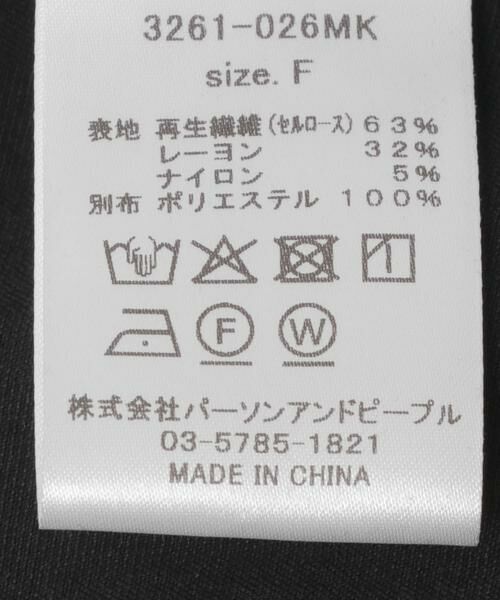 3261-026MK
size. F
表地 再生繊維(セルロース) 63%
レーヨン 32%
ナイロン 5%
別布 ポリエステル 100%
F W
株式会社パーソンアンドピープル
03-5785-1821
MADE IN CHINA